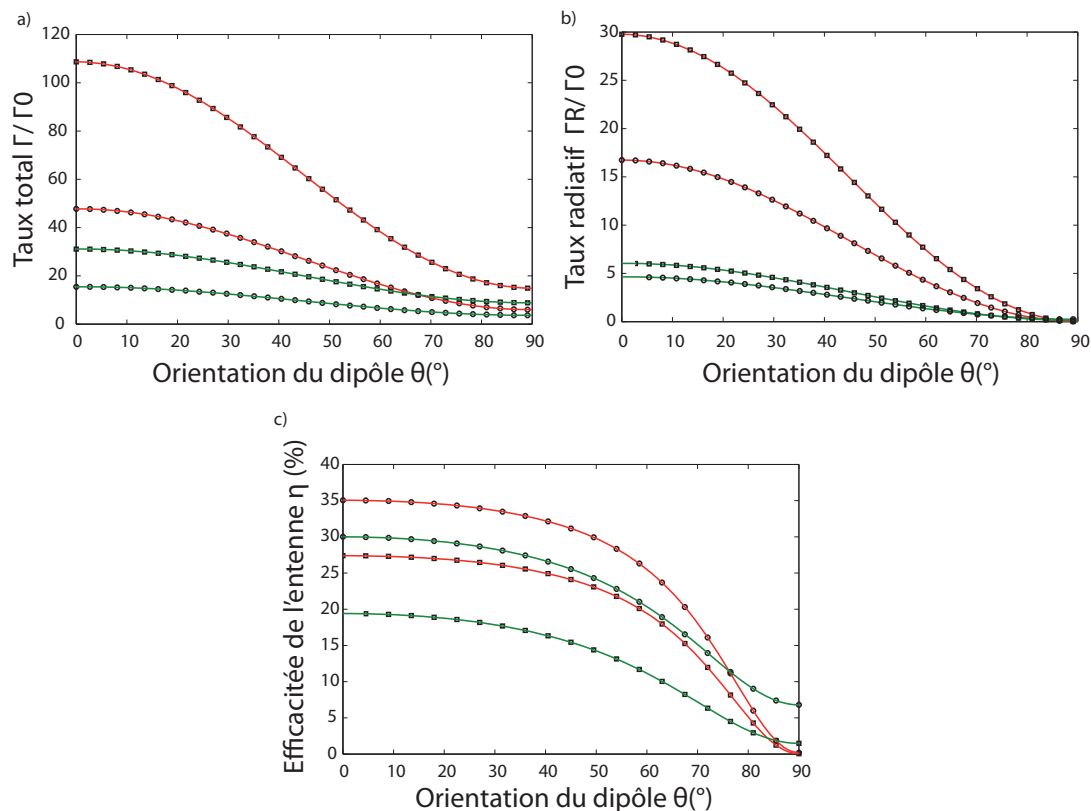 a)
Taux total Γ/ Γ0
120
100
80
60
40
20
0
0 10 20 30 40 50 60 70 80 90
Orientation du dipôle θ(°)
b)
Taux radiatif ΓR/ Γ0
30
25
20
15
10
5
0
0 10 20 30 40 50 60 70 80 90
Orientation du dipôle θ(°)
c)
Efficacitée de l'entenne η (%)
40
35
30
25
20
15
10
5
0
0 10 20 30 40 50 60 70 80 90
Orientation du dipôle θ(°)